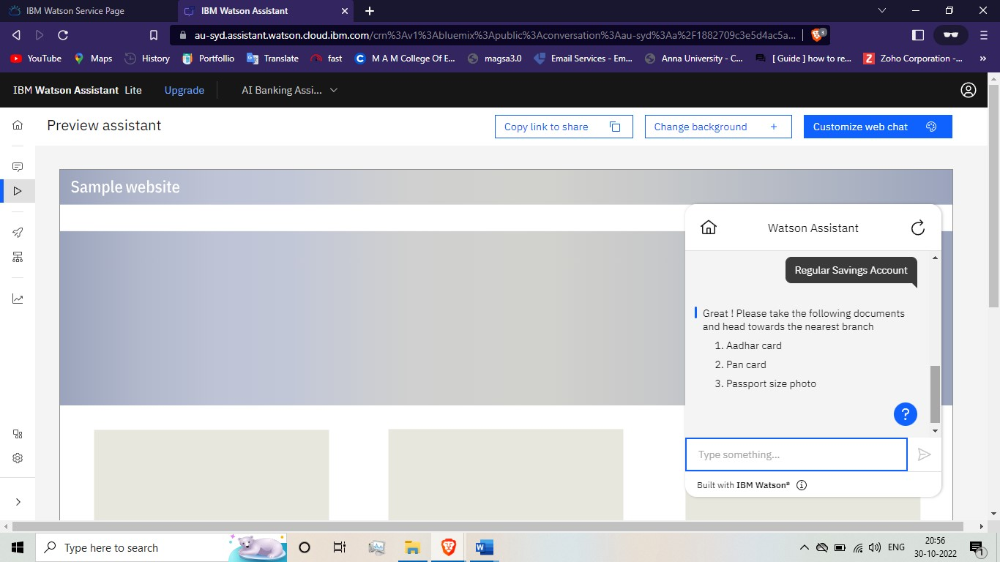 IBM Watson Service Page
IBM Watson Assistant
au-syd.assistant.watson.cloud.ibm.com/crn%3Av1%3Abluemix%3Apublic%3Aconversation%3Aau-syd%3Aa%2F1882709c3e5d4ac5a...
3
YouTube
Maps
History
Portfollio
Translate
fast
M A M College Of E...
magsa3.0
Email Services - Em...
Anna University - C...
[ Guide ] how to re...
Zoho Corporation -...
»
IBM Watson Assistant Lite
Upgrade
AI Banking Assi...
Preview assistant
Copy link to share
Change background +
Customize web chat
Sample website
Watson Assistant
Regular Savings Account
Great ! Please take the following documents
and head towards the nearest branch
1. Aadhar card
2. Pan card
3. Passport size photo
?
Type something...
Built with IBM Watson®
Type here to search
ENG
20:56
30-10-2022
1